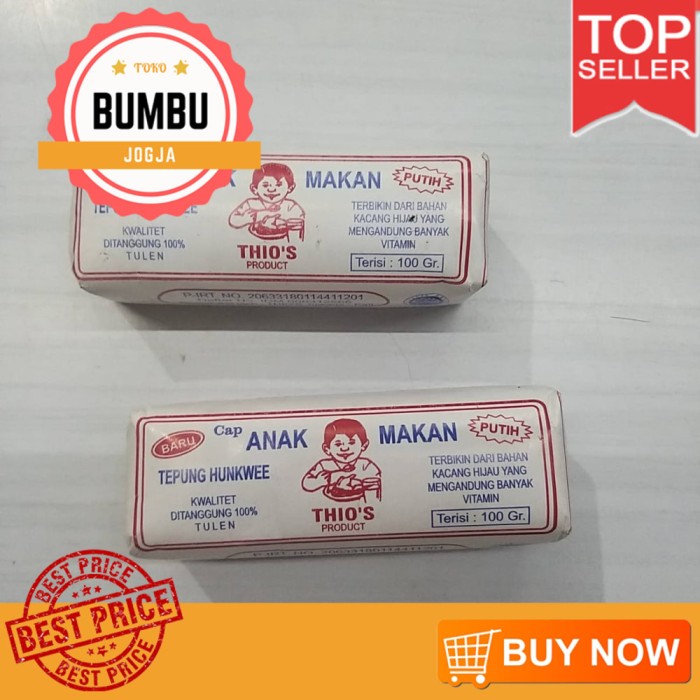 TOKO
BUMBU
JOGJA
TOP
SELLER
MAKAN
PUTIH
KWALITET
DITANGGUNG 100%
TULEN
THIO'S
PRODUCT
TERBIKIN DARI BAHAN
KACANG HIJAU YANG
MENGANDUNG BANYAK
VITAMIN
Terisi : 100 Gr.
P-IRT. NO. 20633180114411201
BARU
Cap ANAK MAKAN
PUTIH
TEPUNG HUNKWEE
KWALITET
DITANGGUNG 100%
TULEN
THIO'S
PRODUCT
TERBIKIN DARI BAHAN
KACANG HIJAU YANG
MENGANDUNG BANYAK
VITAMIN
Terisi : 100 Gr.
BEST PRICE
BEST PRICE
BEST PRICE
BUY NOW